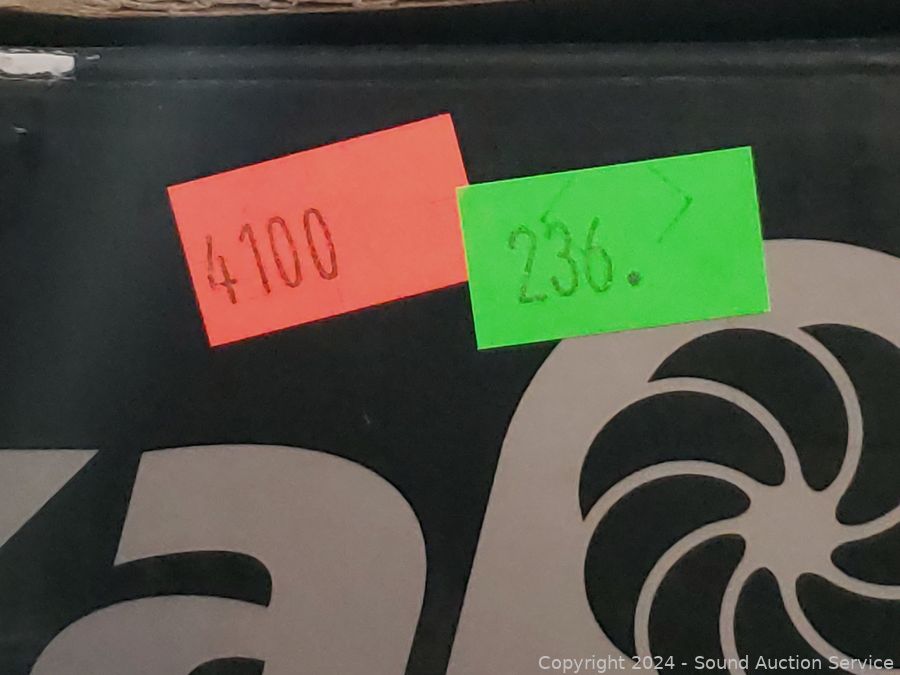 4100
236.
a
Copyright 2024 - Sound Auction Service